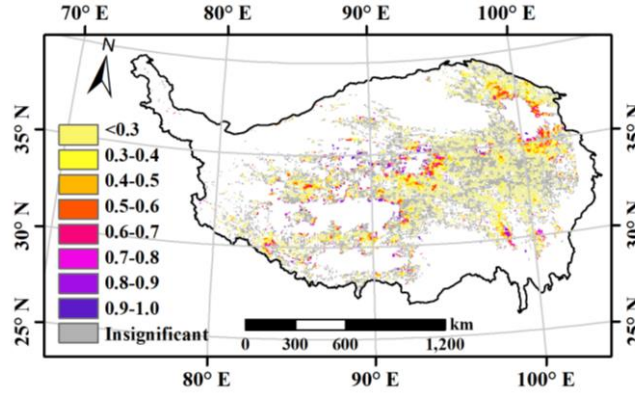 70° E 80° E 90° E 100° E
N
35° N 35° N
30° N 30° N
25° N 25° N
<0.3
0.3-0.4
0.4-0.5
0.5-0.6
0.6-0.7
0.7-0.8
0.8-0.9
0.9-1.0
Insignificant
km
0 300 600 1,200
80° E 90° E 100° E